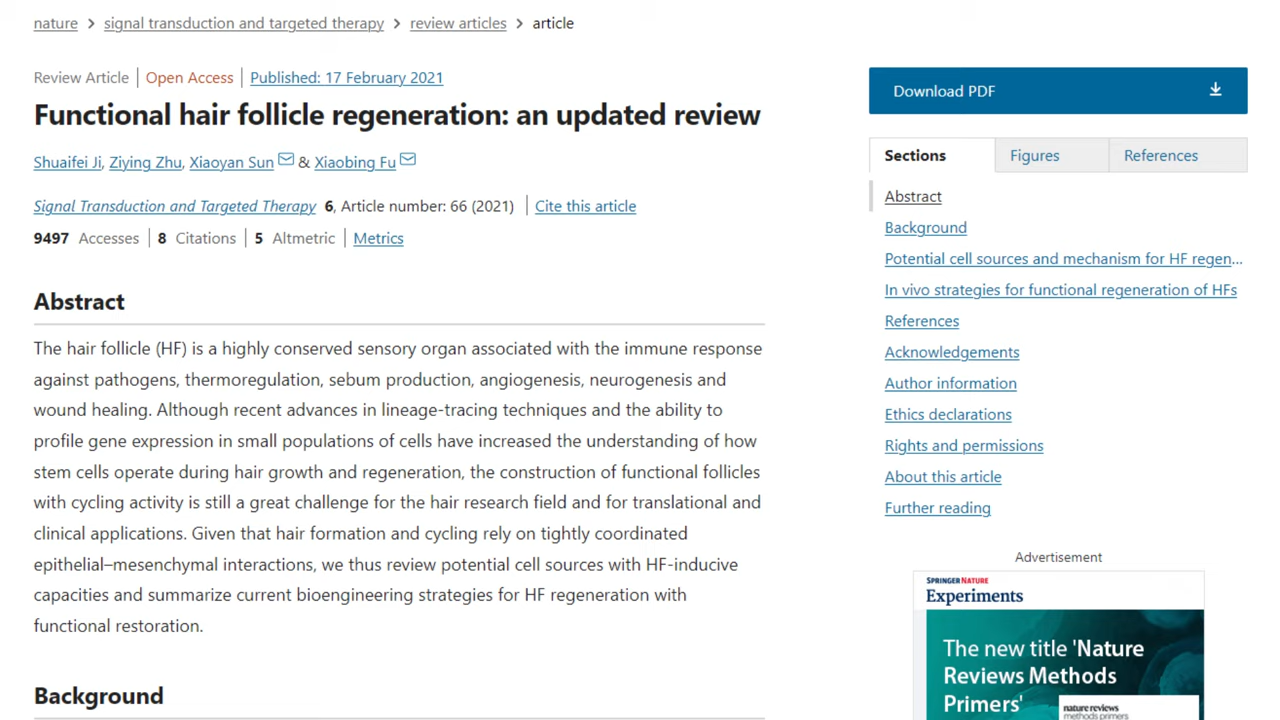 nature > signal transduction and targeted therapy > review articles > article
Review Article | Open Access | Published: 17 February 2021
Functional hair follicle regeneration: an updated review
Shuaifei Ji, Ziying Zhu, Xiaoyan Sun & Xiaobing Fu
Signal Transduction and Targeted Therapy 6, Article number: 66 (2021) | Cite this article
9497 Accesses | 8 Citations | 5 Altmetric | Metrics
Abstract
The hair follicle (HF) is a highly conserved sensory organ associated with the immune response
against pathogens, thermoregulation, sebum production, angiogenesis, neurogenesis and
wound healing. Although recent advances in lineage-tracing techniques and the ability to
profile gene expression in small populations of cells have increased the understanding of how
stem cells operate during hair growth and regeneration, the construction of functional follicles
with cycling activity is still a great challenge for the hair research field and for translational and
clinical applications. Given that hair formation and cycling rely on tightly coordinated
epithelial–mesenchymal interactions, we thus review potential cell sources with HF-inducive
capacities and summarize current bioengineering strategies for HF regeneration with
functional restoration.
Background
Download PDF
Sections Figures References
Abstract
Background
Potential cell sources and mechanism for HF regen...
In vivo strategies for functional regeneration of HFs
References
Acknowledgements
Author information
Ethics declarations
Rights and permissions
About this article
Further reading
Advertisement
SPRINGER NATURE
Experiments
The new title 'Nature
Reviews Methods
Primers'
nature reviews
methods primers